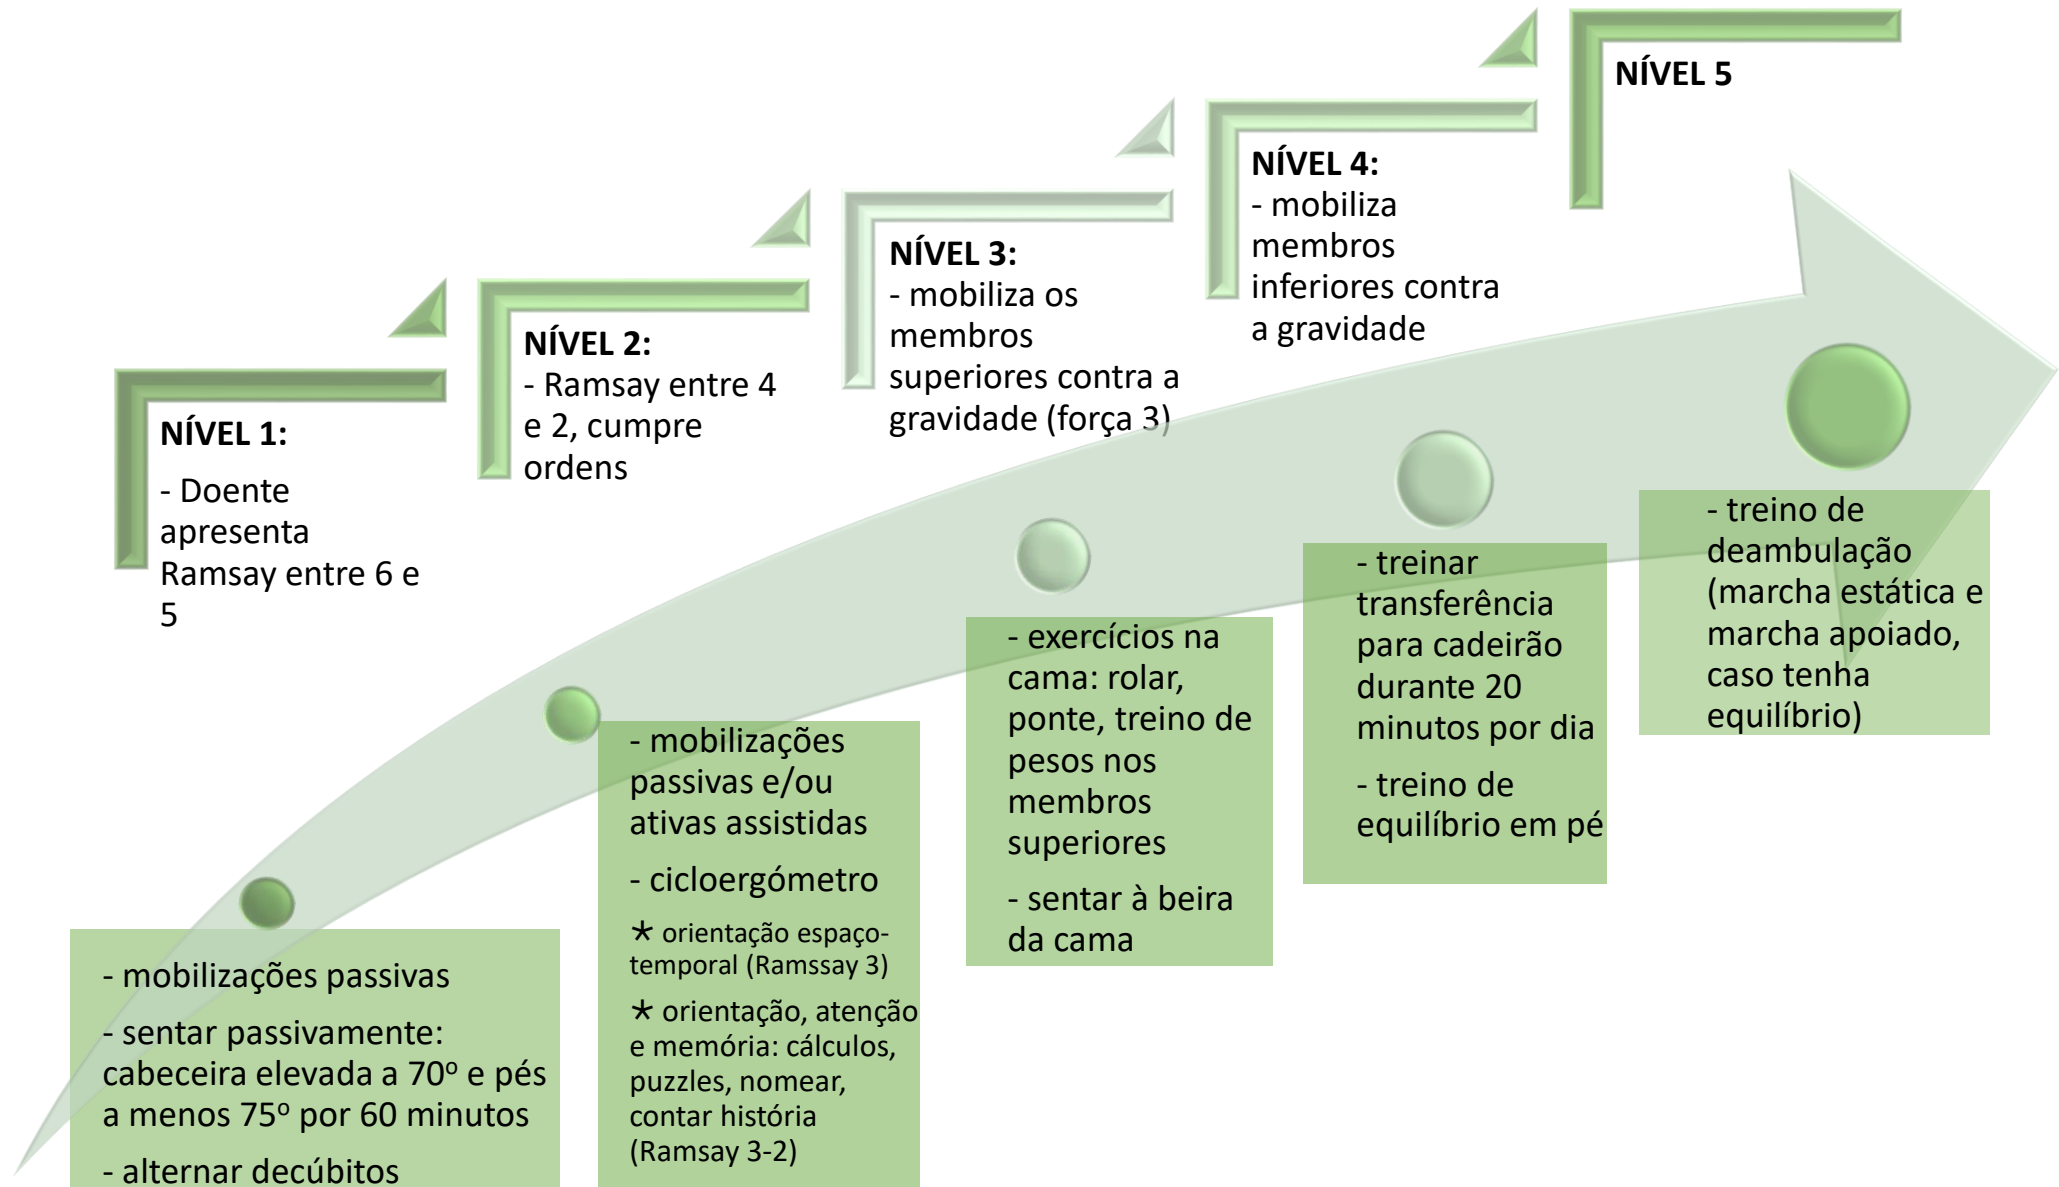 NÍVEL 1:
- Doente
apresenta
Ramsay entre 6 e
5
NÍVEL 2:
- Ramsay entre 4
e 2, cumpre
ordens
NÍVEL 3:
- mobiliza os
membros
superiores contra a
gravidade (força 3)
NÍVEL 4:
- mobiliza
membros
inferiores contra
a gravidade
NÍVEL 5
- mobilizações passivas
- sentar passivamente:
cabeceira elevada a 70º e pés
a menos 75º por 60 minutos
- alternar decúbitos
- mobilizações
passivas e/ou
ativas assistidas
- cicloergómetro
* orientação espaço-
temporal (Ramssay 3)
* orientação, atenção
e memória: cálculos,
puzzles, nomear,
contar história
(Ramsay 3-2)
- exercícios na
cama: rolar,
ponte, treino de
pesos nos
membros
superiores
- sentar à beira
da cama
- treinar
transferência
para cadeirão
durante 20
minutos por dia
- treino de
equilíbrio em pé
- treino de
deambulação
(marcha estática e
marcha apoiado,
caso tenha
equilíbrio)